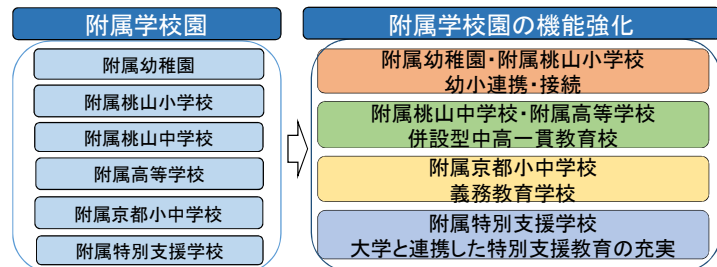 附属学校園
附属幼稚園
附属桃山小学校
附属桃山中学校
附属高等学校
附属京都小中学校
附属特別支援学校
附属学校園の機能強化
附属幼稚園・附属桃山小学校
幼小連携・接続
附属桃山中学校・附属高等学校
併設型中高一貫教育校
附属京都小中学校
義務教育学校
附属特別支援学校
大学と連携した特別支援教育の充実